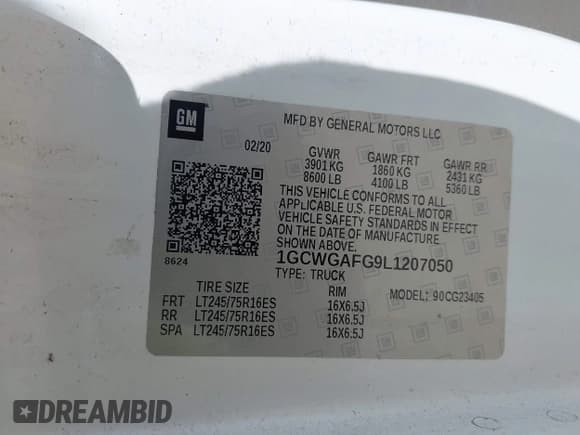 GM
MFD BY GENERAL MOTORS LLC
02/20
GVWR GAWR FRT GAWR RR
3901 KG 1860 KG 2431 KG
8600 LB 4100 LB 5360 LB
THIS VEHICLE CONFORMS TO ALL
APPLICABLE U.S. FEDERAL MOTOR
VEHICLE SAFETY STANDARDS IN EFFECT
ON THE DATE OF MANUFACTURE
SHOWN ABOVE.
8624
1GCWGAFG9L1207050
TYPE: TRUCK
TIRE SIZE RIM MODEL: 90CG23405
FRT LT245/75R16ES 16X6.5J
RR LT245/75R16ES 16X6.5J
SPA LT245/75R16ES 16X6.5J
DREAMBID